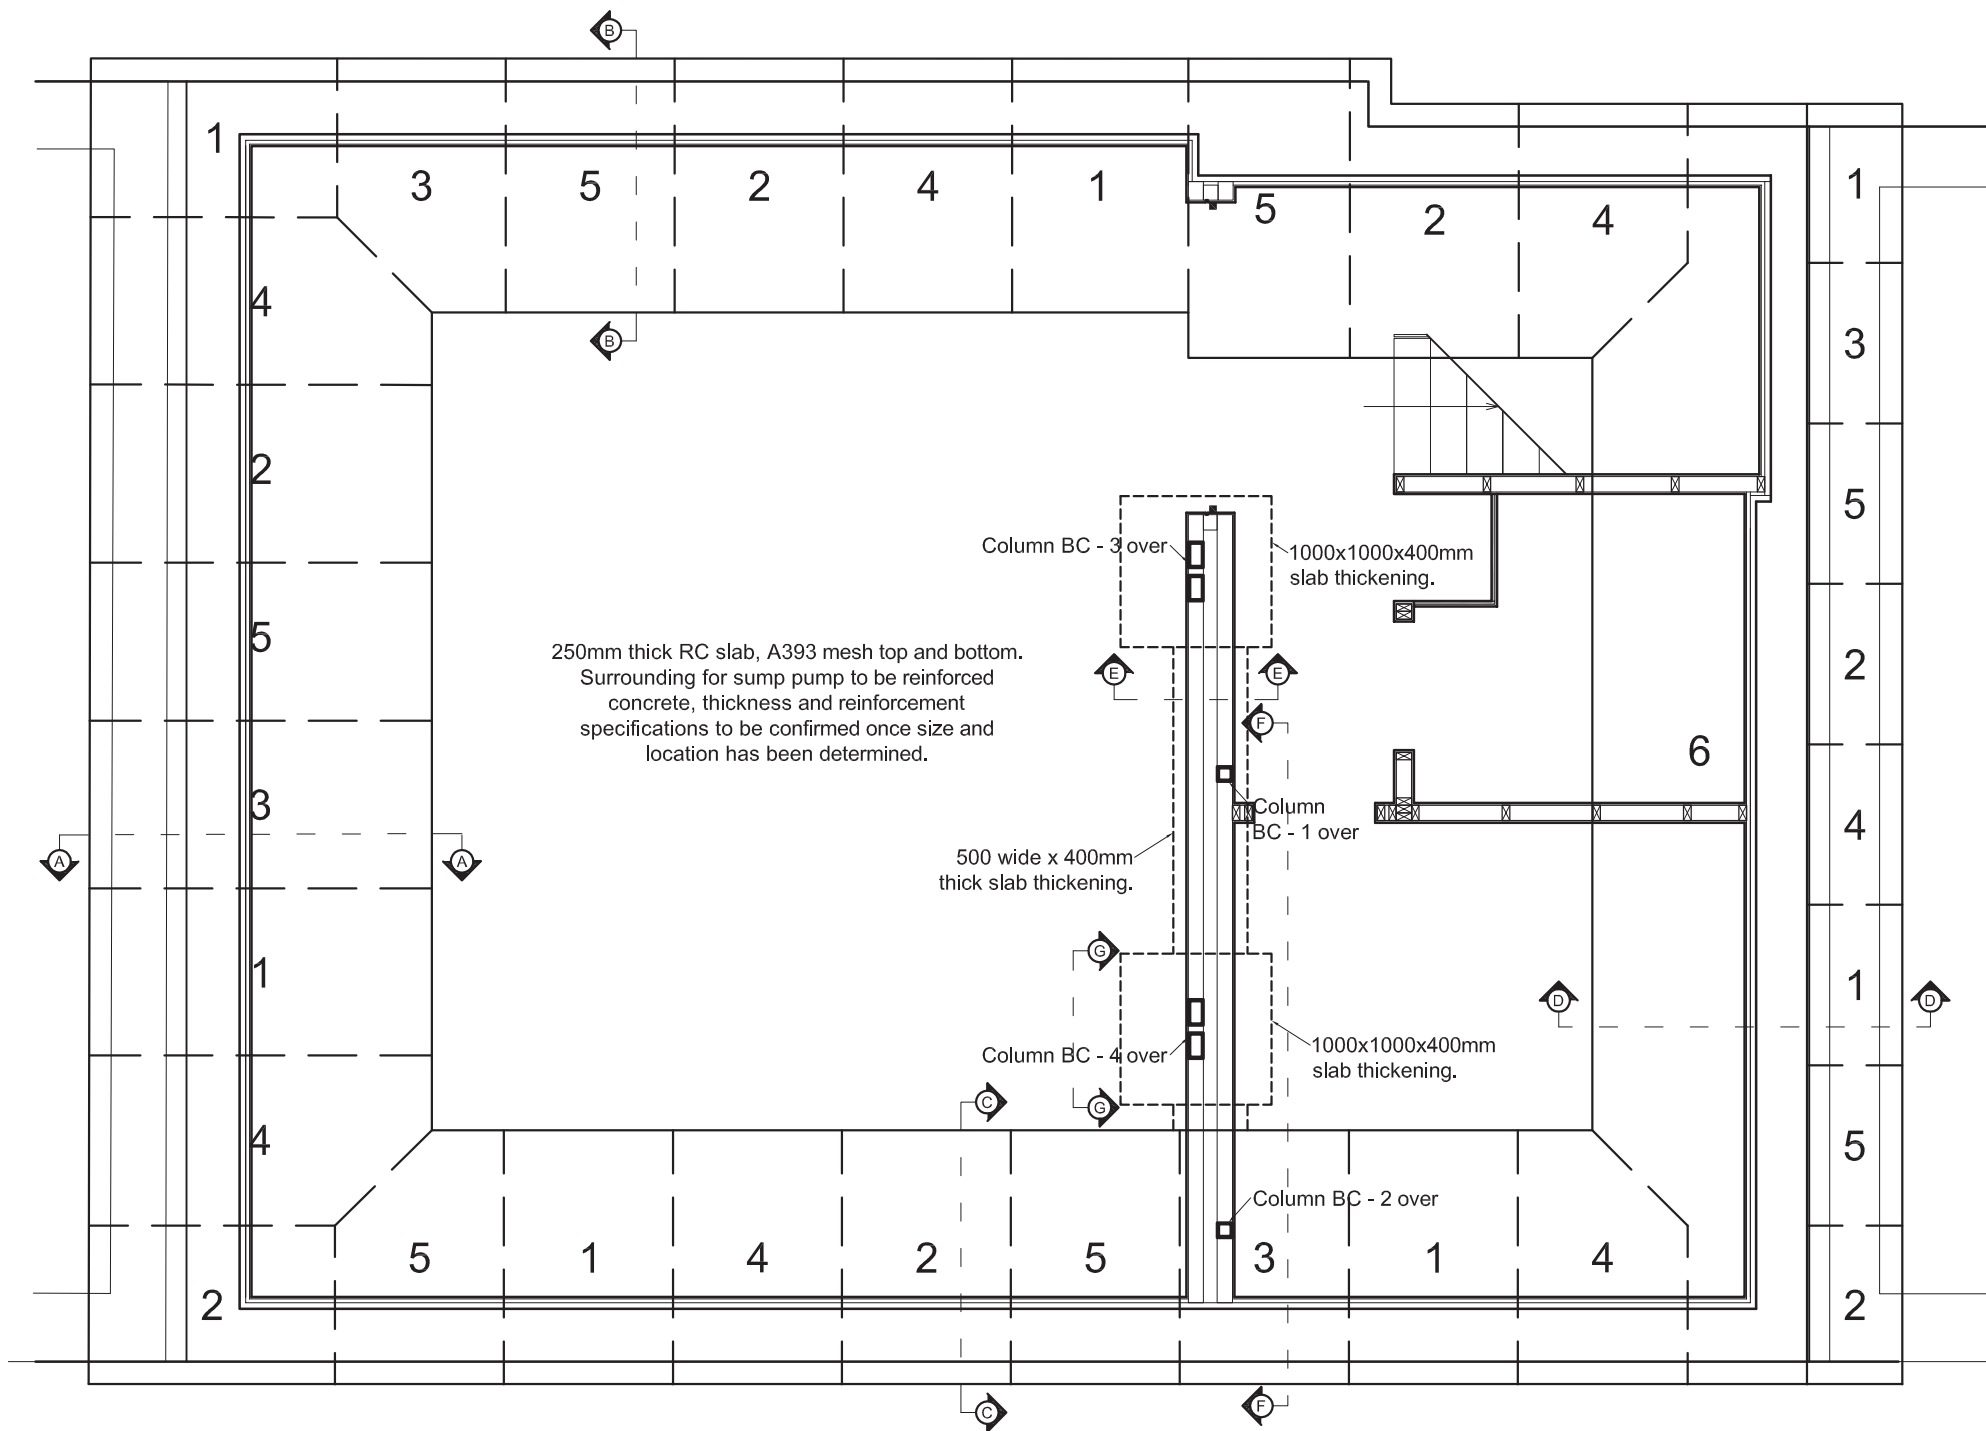 B
1
3
5
2
4
1
5
2
4
1
4
B
3
2
5
Column BC - 3 over
1000x1000x400mm
slab thickening.
250mm thick RC slab, A393 mesh top and bottom.
Surrounding for sump pump to be reinforced
concrete, thickness and reinforcement
specifications to be confirmed once size and
location has been determined.
5
E
E
2
F
6
3
Column
BC - 1 over
4
A
A
500 wide x 400mm
thick slab thickening.
1
G
D
D
1
Column BC - 4 over
1000x1000x400mm
slab thickening.
C
G
4
5
Column BC - 2 over
5
1
4
2
5
3
1
4
2
2
C
F